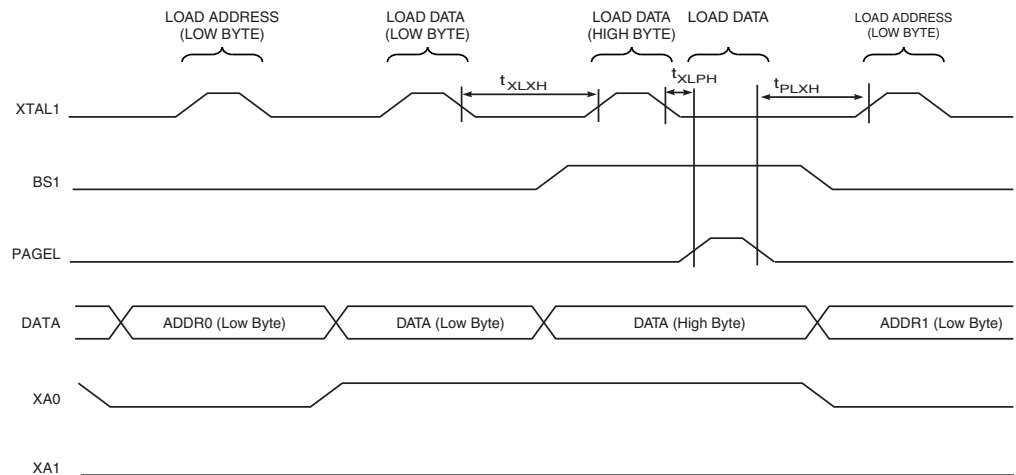 LOAD ADDRESS
(LOW BYTE)
LOAD DATA
(LOW BYTE)
LOAD DATA
(HIGH BYTE)
LOAD DATA
LOAD ADDRESS
(LOW BYTE)
tXLXH
tXLPH
tPLXH
XTAL1
BS1
PAGEL
DATA
ADDR0 (Low Byte)
DATA (Low Byte)
DATA (High Byte)
ADDR1 (Low Byte)
XA0
XA1